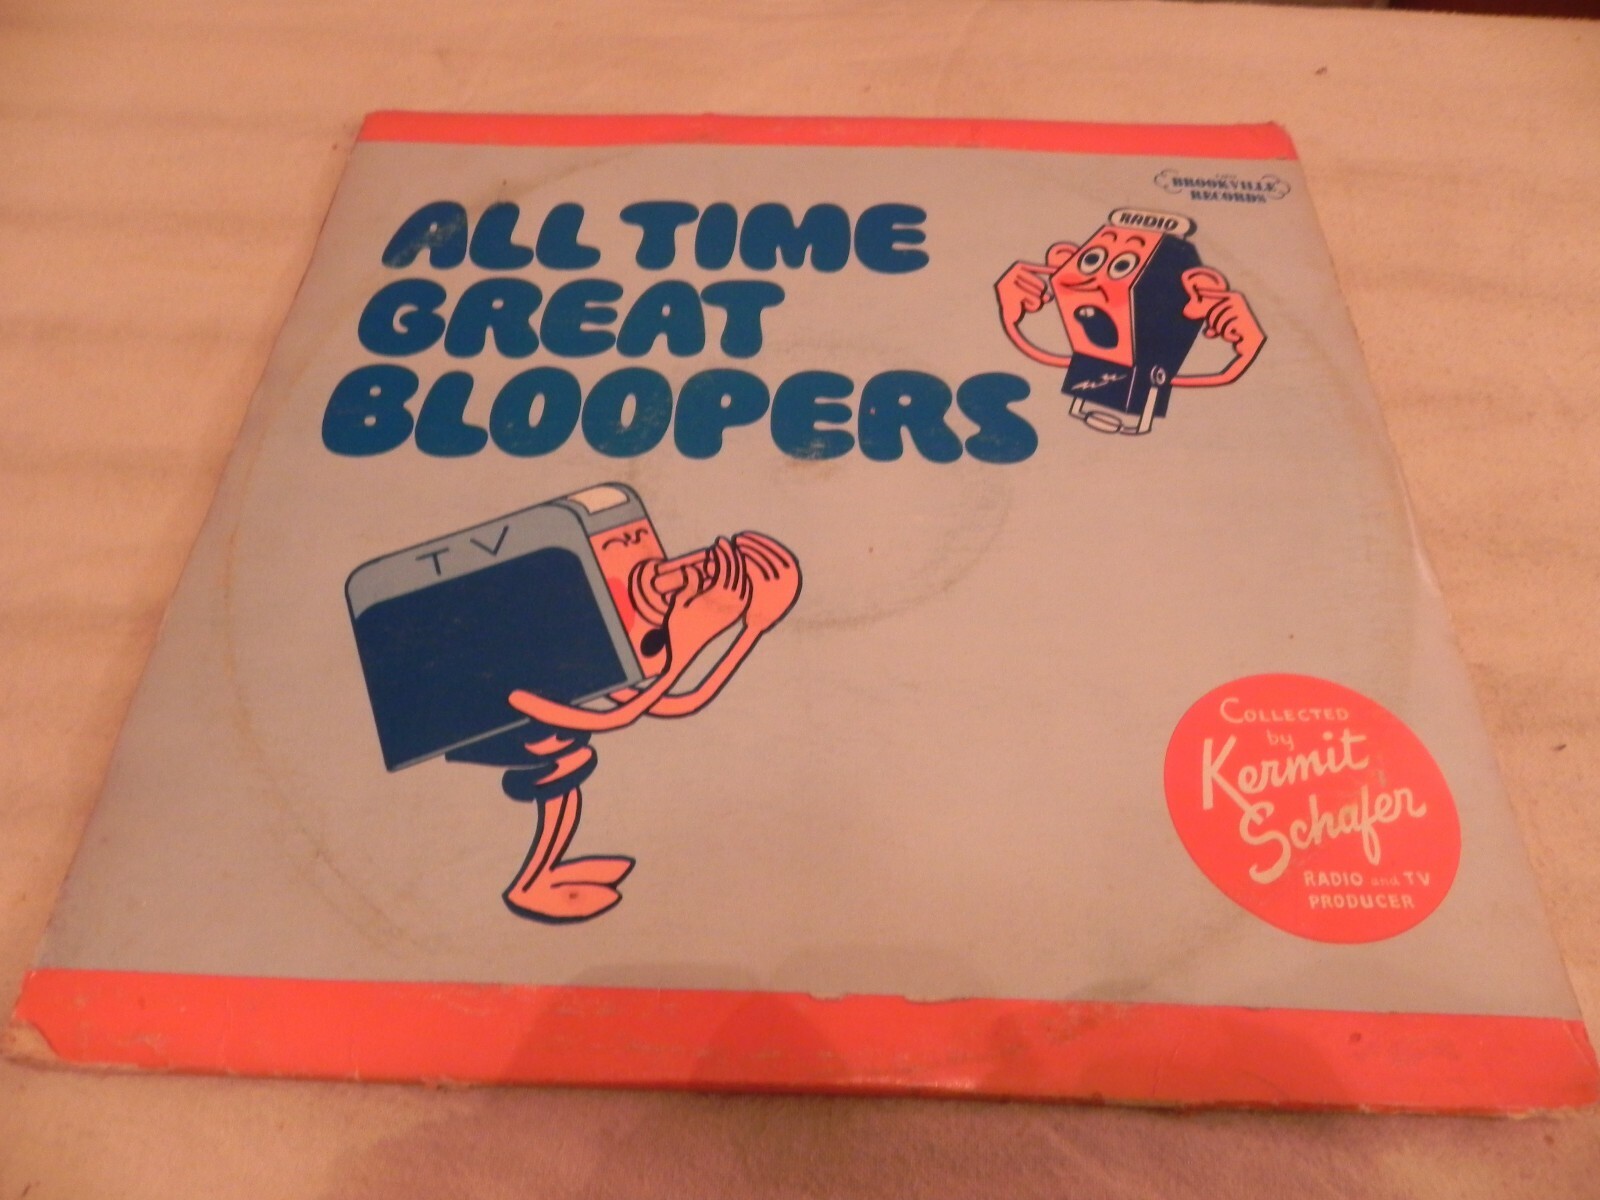 ALL TIME
GREAT
BLOOPERS
BROOKVILLE
RECORDS
RADIO
TV
COLLECTED
by
Kermit
Schafer
RADIO and TV
PRODUCER